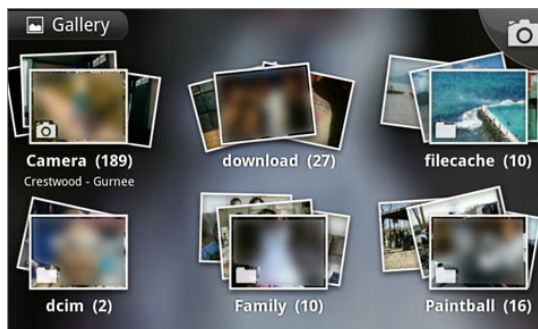 Gallery
Camera (189)
Crestwood - Gurnee
download (27)
filecache (10)
dcim (2)
Family (10)
Paintball (16)